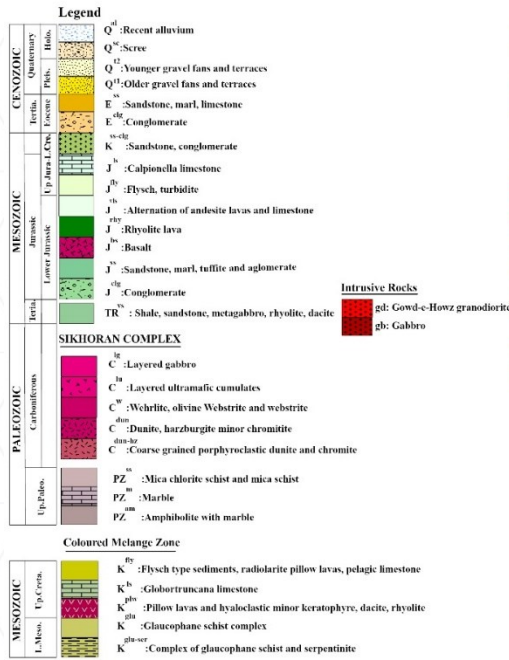 Legend
CENOZOIC
Quaternary
Holo.
Pleis.
Tertia.
Eocene
Q al :Recent alluvium
Q sc :Scree
Q t2 :Younger gravel fans and terraces
Q t1 :Older gravel fans and terraces
E ss :Sandstone, marl, limestone
E clg :Conglomerate
MESOZOIC
Up Jura-L.Cre.
Jurassic
Lower Jurassic
Tertia.
K ss-clg :Sandstone, conglomerate
J ls :Calpionella limestone
J fly :Flysch, turbidite
J vls :Alternation of andesite lavas and limestone
J rhy :Rhyolite lava
J bs :Basalt
J ss :Sandstone, marl, tuffite and aglomerate
J clg :Conglomerate
TR vs : Shale, sandstone, metagabbro, rhyolite, dacite
Intrusive Rocks
gd: Gowd-e-Howz granodiorite
gb: Gabbro
SIKHORAN COMPLEX
PALEOZOIC
Carboniferous
Up.Paleo.
C lg :Layered gabbro
C lu :Layered ultramafic cumulates
C w :Wehrlite, olivine Webstrite and webstrite
C dun :Dunite, harzburgite minor chromitite
C dun-hz :Coarse grained porphyroclastic dunite and chromite
PZ ss :Mica chlorite schist and mica schist
PZ m :Marble
PZ am :Amphibolite with marble
Coloured Melange Zone
MESOZOIC
Up.Creta.
L.Meso.
K fly :Flysch type sediments, radiolarite pillow lavas, pelagic limestone
K ls :Globortruncana limestone
K plw :Pillow lavas and hyaloclastic minor keratophyre, dacite, rhyolite
K glu :Glaucophane schist complex
K glu-ser :Complex of glaucophane schist and serpentinite